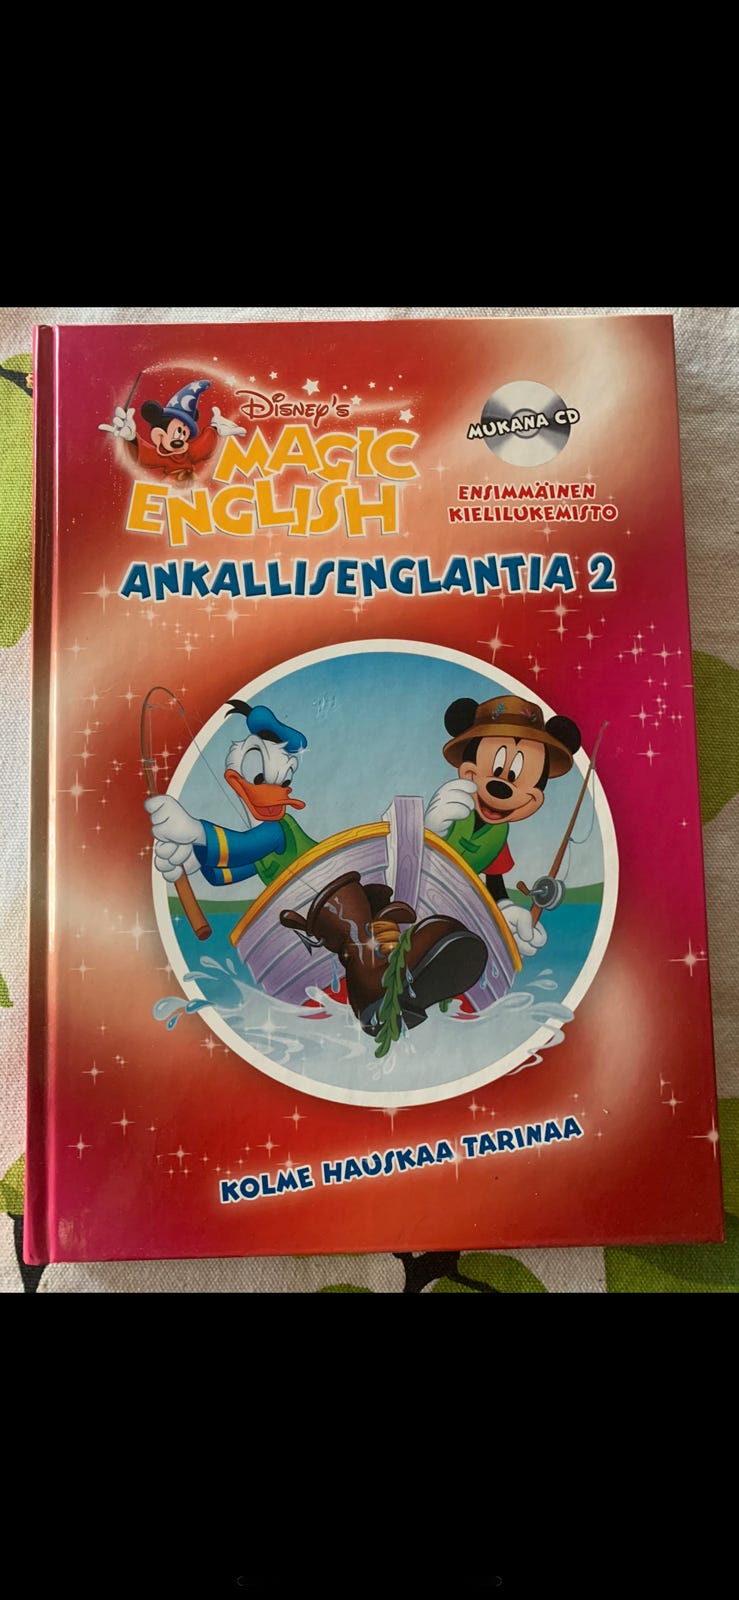 Disney's
MAGIC
ENGLISH
MUKANA CD
ENSIMMÄINEN
KIELILUKEMISTO
ANKALLISENGLANTIA 2
KOLME HAUSKAA TARINAA